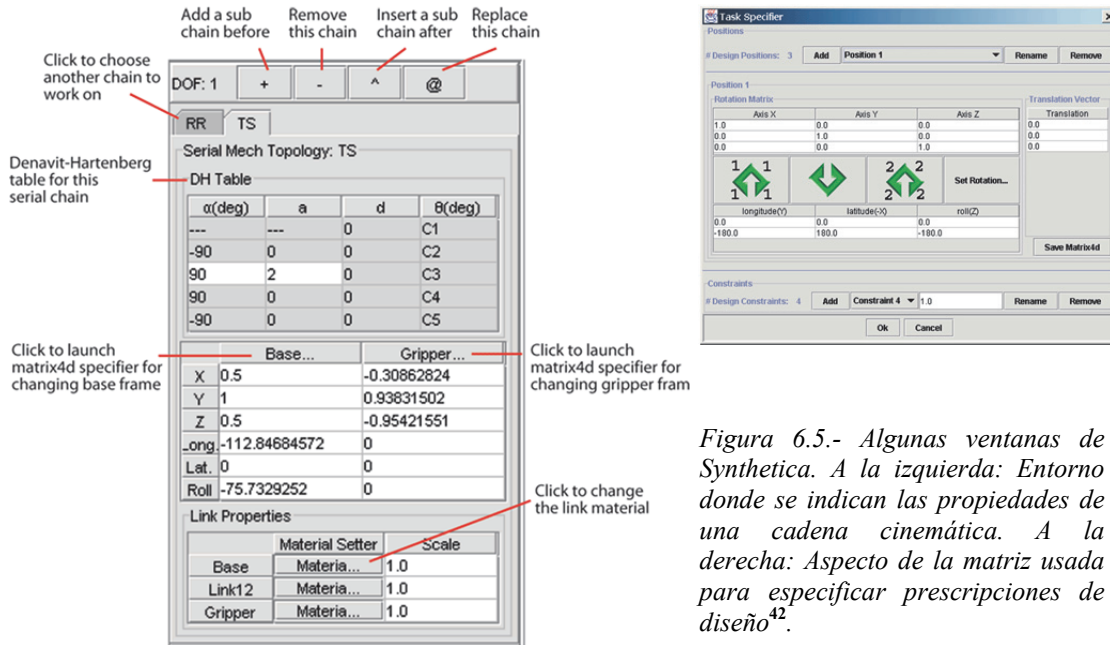 Add a sub
chain before
Remove
this chain
Insert a sub
chain after
Replace
this chain
Click to choose
another chain to
work on
DOF: 1 + - ^ @
RR TS
Serial Mech Topology: TS
Denavit-Hartenberg
table for this
serial chain
DH Table
α(deg) a d θ(deg)
--- --- 0 C1
-90 0 0 C2
90 2 0 C3
90 0 0 C4
-90 0 0 C5
Click to launch
matrix4d specifier for
changing base frame
Base... Gripper...
Click to launch
matrix4d specifier for
changing gripper fram
X 0.5 -0.30862824
Y 1 0.93831502
Z 0.5 -0.95421551
Long. -112.84684572 0
Lat. 0 0
Roll -75.7329252 0
Click to change
the link material
Link Properties
Material Setter Scale
Base Materia... 1.0
Link12 Materia... 1.0
Gripper Materia... 1.0
Task Specifier
Positions
# Design Positions: 3 Add Position 1 Rename Remove
Position 1
Rotation Matrix Translation Vector
Axis X Axis Y Axis Z Translation
1.0 0.0 0.0 0.0
0.0 1.0 0.0 0.0
0.0 0.0 1.0 0.0
1 1 2 2
1 1 2 2
Set Rotation...
longitude(Y) latitude(-X) roll(Z)
0.0 0.0 0.0
-180.0 180.0 -180.0
Save Matrix4d
Constraints
# Design Constraints: 4 Add Constraint 4 1.0 Rename Remove
Ok Cancel
Figura 6.5.- Algunas ventanas de
Synthetica. A la izquierda: Entorno
donde se indican las propiedades de
una cadena cinemática. A la
derecha: Aspecto de la matriz usada
para especificar prescripciones de
diseño42.